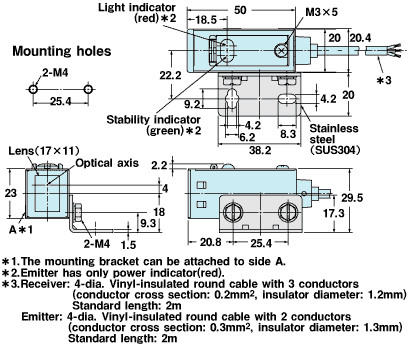 Light indicator
(red)*2
50
M3×5
18.5
20
20.4
Mounting holes
2-M4
*3
22.2
25.4
9.2
4.2
20
Stability indicator
(green)*2
4.2
6.2
8.3
Stainless
steel
(SUS304)
38.2
Lens(17×11)
Optical axis
2.2
23
4
29.5
A*1
18
9.3
17.3
2-M4
1.5
20.8
25.4
*1.The mounting bracket can be attached to side A.
*2.Emitter has only power indicator(red).
*3.Receiver: 4-dia. Vinyl-insulated round cable with 3 conductors
(conductor cross section: 0.2mm², insulator diameter: 1.2mm)
Standard length: 2m
Emitter: 4-dia. Vinyl-insulated round cable with 2 conductors
(conductor cross section: 0.3mm², insulator diameter: 1.3mm)
Standard length: 2m